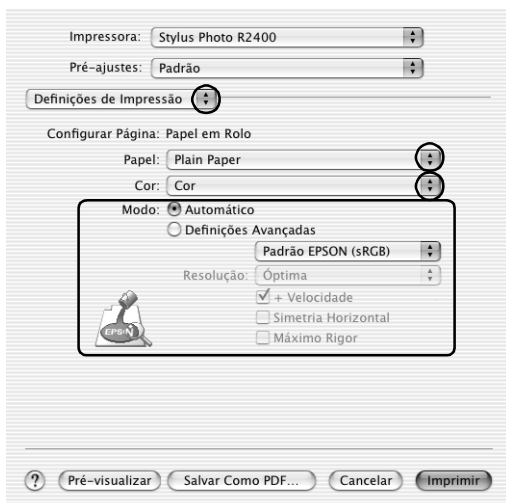 Impressora: Stylus Photo R2400
Pré-ajustes: Padrão
Definições de Impressão
Configurar Página: Papel em Rolo
Papel: Plain Paper
Cor: Cor
Modo: Automático
Definições Avançadas
Padrão EPSON (sRGB)
Resolução: Óptima
+ Velocidade
Simetria Horizontal
Máximo Rigor
EPSON
? Pré-visualizar Salvar Como PDF... Cancelar Imprimir